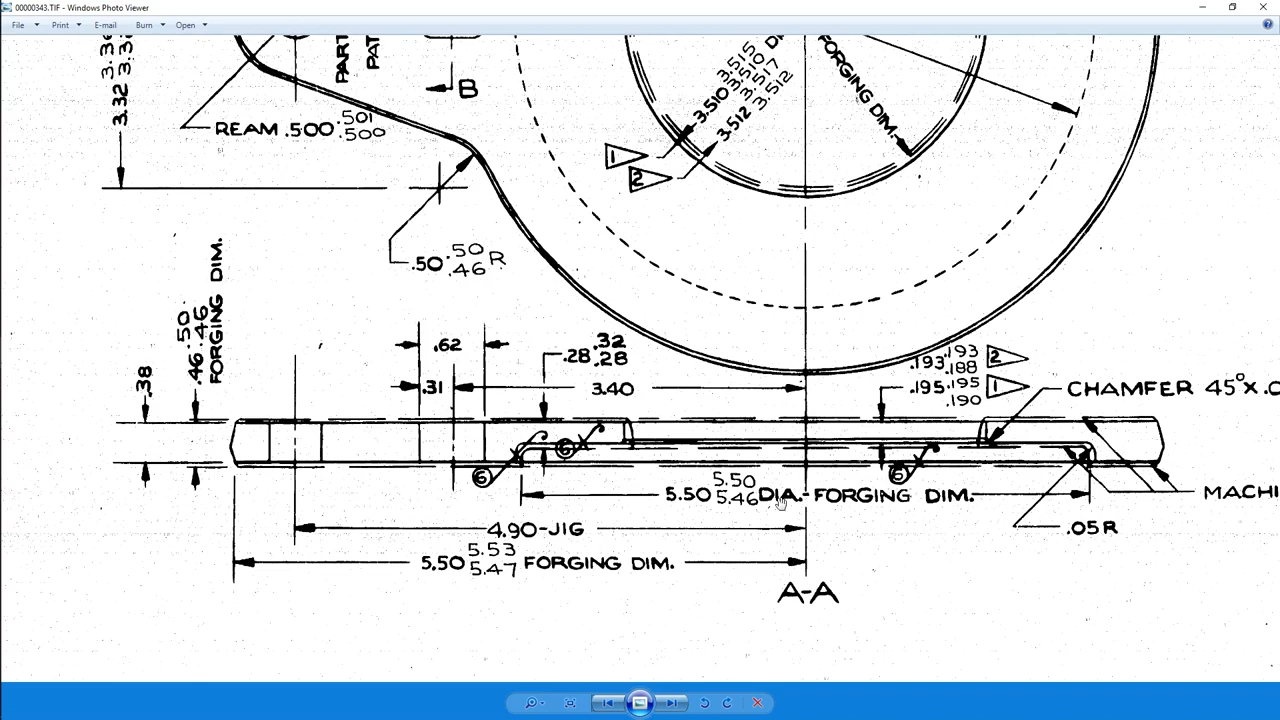 00000343.TIF - Windows Photo Viewer
File Print E-mail Burn Open
3.32
PART
PAT
B
REAM .500 .501
.500
3.510
3.512
3.515
3.517
3.512
FORGING DIM.
1
2
.50 .50
.46 R
.46 .50
.46
FORGING DIM.
.38
.62
.31
.28 .32
.28
3.40
.193 .193
.188 2
.195 .195
.190 1
CHAMFER 45° X
6
6
6
5.50 5.50
5.46 DIA.-FORGING DIM.
MACHI
4.90-JIG
.05 R
5.50 5.53
5.47 FORGING DIM.
A-A